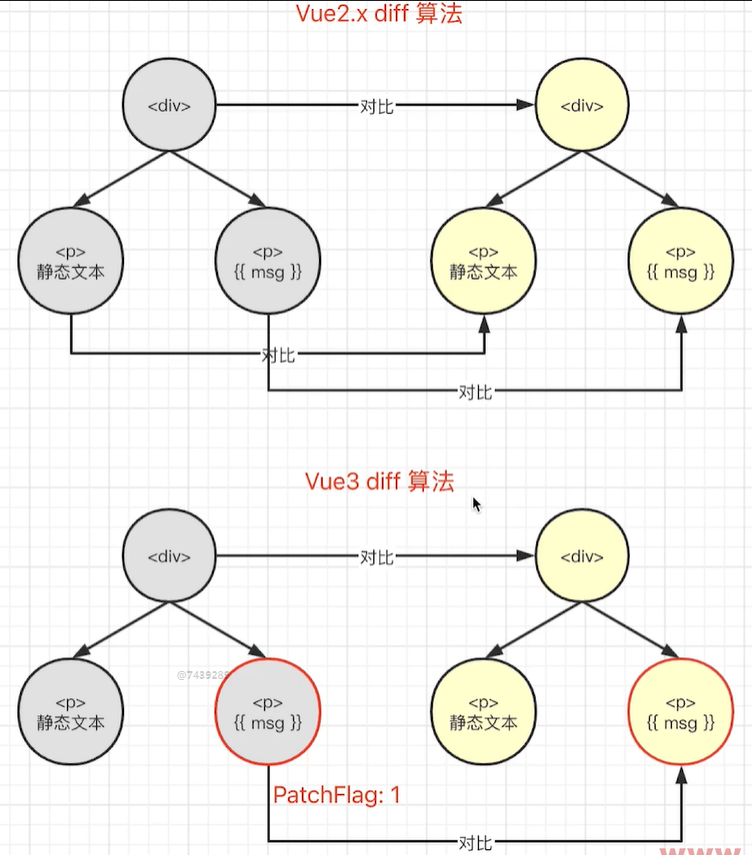 Vue2.x diff 算法
<div>
对比
<div>
<p>
静态文本
<p>
{{ msg }}
<p>
静态文本
<p>
{{ msg }}
对比
对比
Vue3 diff 算法
<div>
对比
<div>
@743928
<p>
静态文本
<p>
{{ msg }}
<p>
静态文本
<p>
{{ msg }}
PatchFlag: 1
对比
www